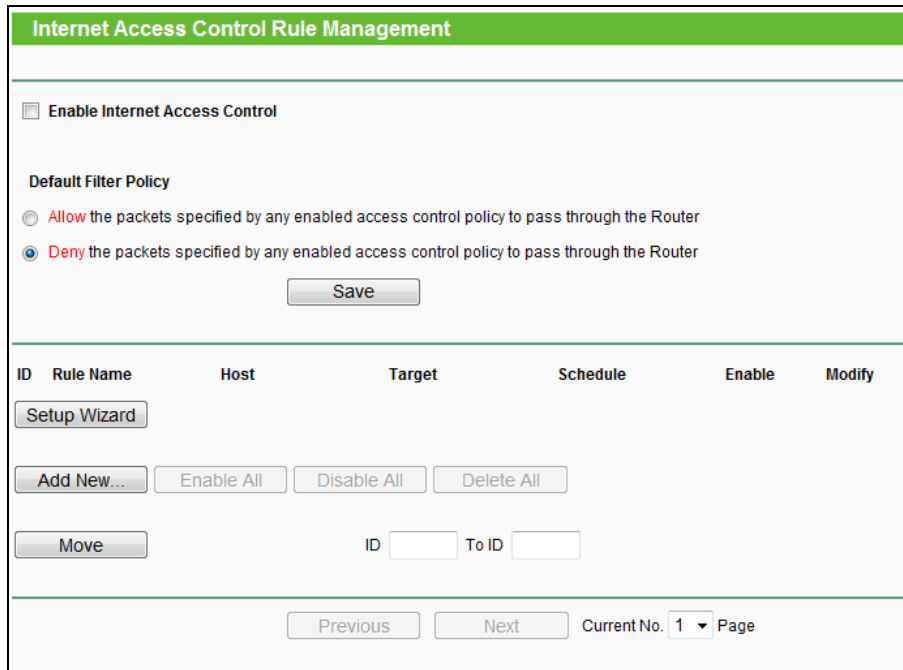 Internet Access Control Rule Management
Enable Internet Access Control
Default Filter Policy
Allow the packets specified by any enabled access control policy to pass through the Router
Deny the packets specified by any enabled access control policy to pass through the Router
Save
ID Rule Name Host Target Schedule Enable Modify
Setup Wizard
Add New... Enable All Disable All Delete All
Move ID To ID
Previous Next Current No. 1 Page